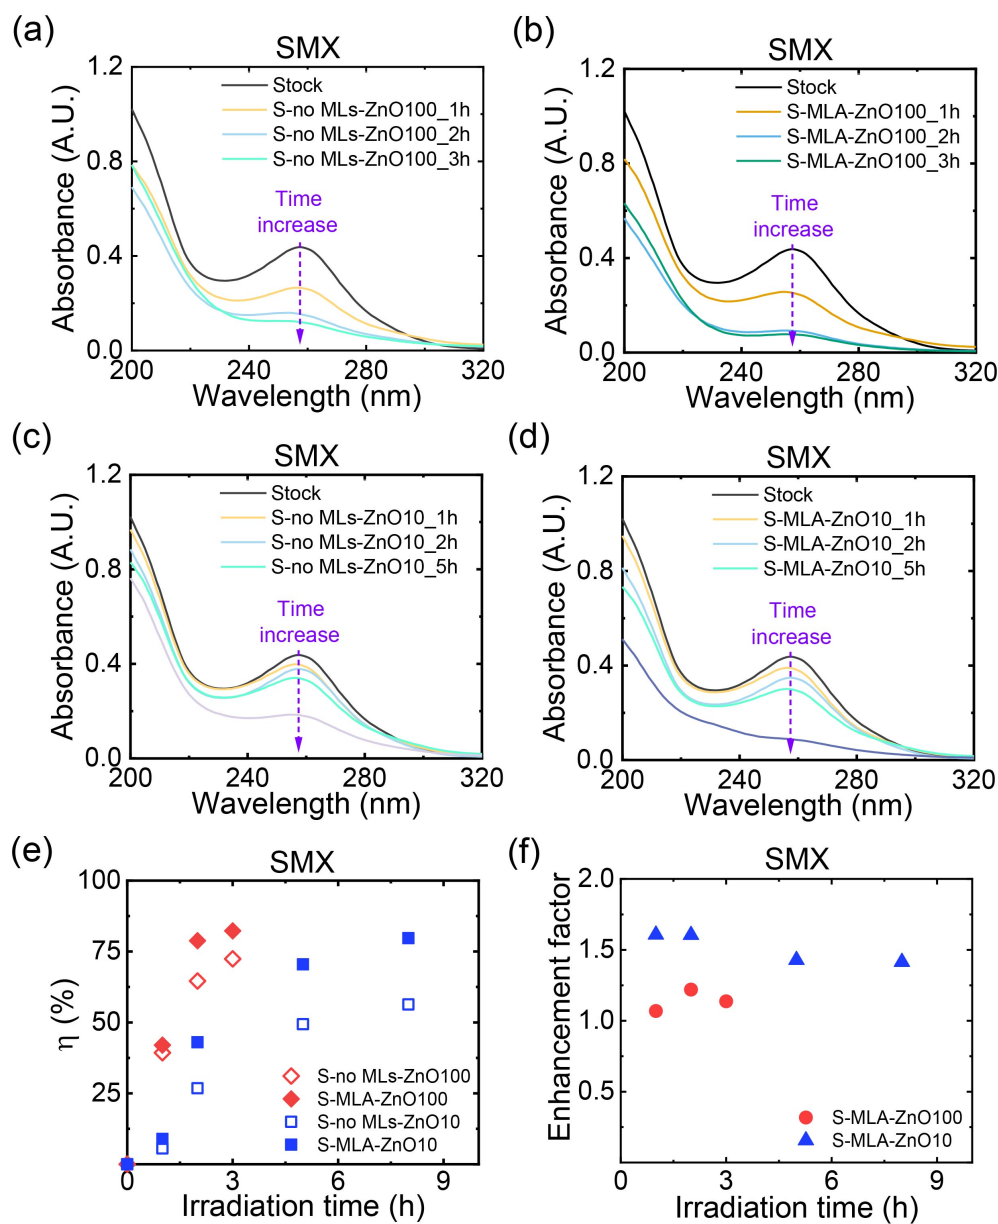 (a)
SMX
1.2
0.8
0.4
0.0
Absorbance (A.U.)
Stock
S-no MLs-ZnO100_1h
S-no MLs-ZnO100_2h
S-no MLs-ZnO100_3h
Time
increase
200
240
280
320
Wavelength (nm)
(b)
SMX
1.2
0.8
0.4
0.0
Absorbance (A.U.)
Stock
S-MLA-ZnO100_1h
S-MLA-ZnO100_2h
S-MLA-ZnO100_3h
Time
increase
200
240
280
320
Wavelength (nm)
(c)
SMX
1.2
0.8
0.4
0.0
Absorbance (A.U.)
Stock
S-no MLs-ZnO10_1h
S-no MLs-ZnO10_2h
S-no MLs-ZnO10_5h
Time
increase
200
240
280
320
Wavelength (nm)
(d)
SMX
1.2
0.8
0.4
0.0
Absorbance (A.U.)
Stock
S-MLA-ZnO10_1h
S-MLA-ZnO10_2h
S-MLA-ZnO10_5h
Time
increase
200
240
280
320
Wavelength (nm)
(e)
SMX
100
75
50
25
η (%)
S-no MLs-ZnO100
S-MLA-ZnO100
S-no MLs-ZnO10
S-MLA-ZnO10
0
3
6
9
Irradiation time (h)
(f)
SMX
2.0
1.5
1.0
0.5
Enhancement factor
S-MLA-ZnO100
S-MLA-ZnO10
0
3
6
9
Irradiation time (h)